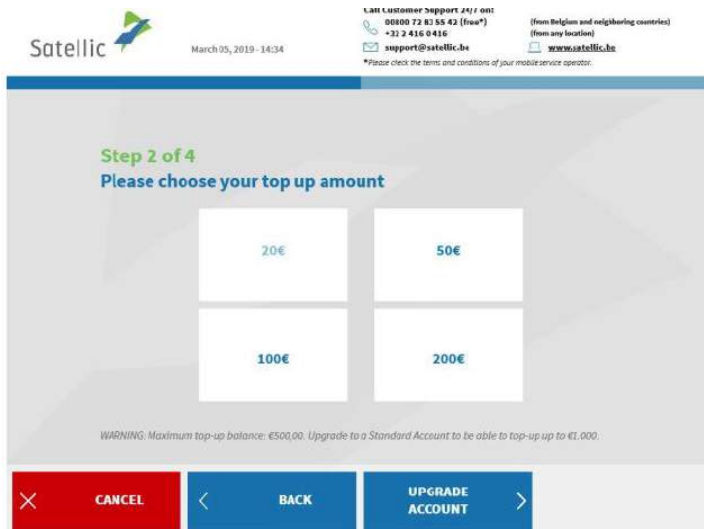 Satellic
March 05, 2019 - 14:34
Call Customer Support 24/7 on:
00800 72 83 55 42 (free*) (from Belgium and neighboring countries)
+32 2 416 0 416 (from any location)
support@satellic.be www.satellic.be
*Please check the terms and conditions of your mobile service operator.
Step 2 of 4
Please choose your top up amount
20€ 50€
100€ 200€
WARNING: Maximum top-up balance: €500,00. Upgrade to a Standard Account to be able to top-up up to €1.000.
CANCEL BACK UPGRADE
ACCOUNT